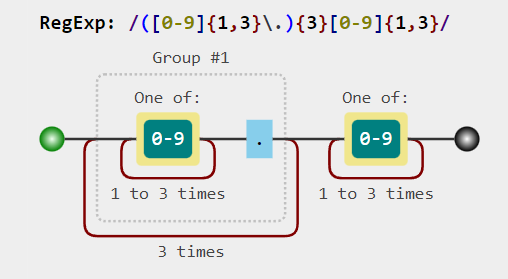 RegExp: /([0-9]{1,3}\.){3}[0-9]{1,3}/
Group #1
One of: One of:
0-9 . 0-9
1 to 3 times 1 to 3 times
3 times